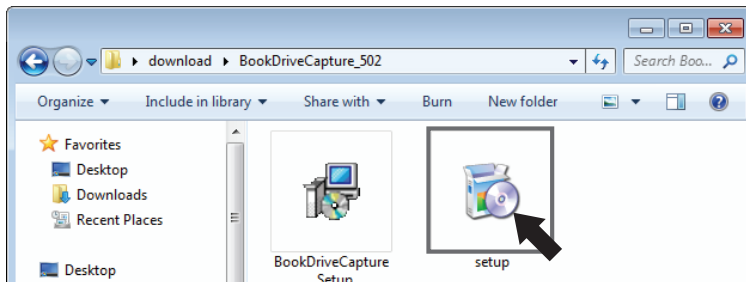 download BookDriveCapture_502 Search Boo...
Organize Include in library Share with Burn New folder
Favorites
Desktop
Downloads
Recent Places
Desktop
BookDriveCapture
Setup
setup